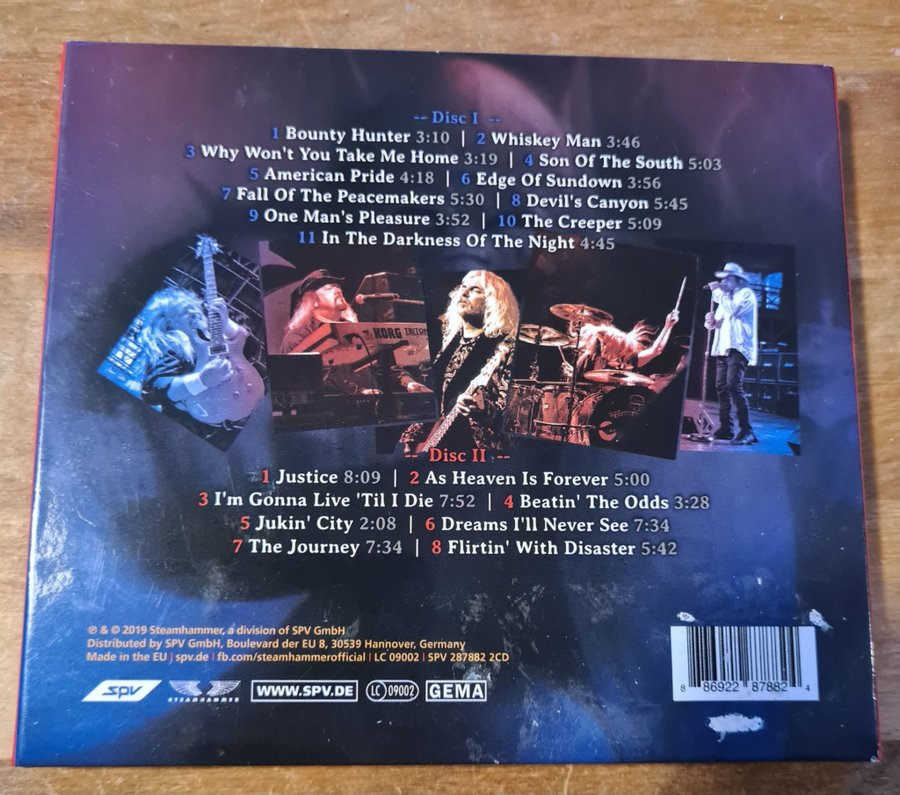 -- Disc I --
1 Bounty Hunter 3:10 | 2 Whiskey Man 3:46
3 Why Won't You Take Me Home 3:19 | 4 Son Of The South 5:03
5 American Pride 4:18 | 6 Edge Of Sundown 3:56
7 Fall Of The Peacemakers 5:30 | 8 Devil's Canyon 5:45
9 One Man's Pleasure 3:52 | 10 The Creeper 5:09
11 In The Darkness Of The Night 4:45
KORG TRITON
-- Disc II --
1 Justice 8:09 | 2 As Heaven Is Forever 5:00
3 I'm Gonna Live 'Til I Die 7:52 | 4 Beatin' The Odds 3:28
5 Jukin' City 2:08 | 6 Dreams I'll Never See 7:34
7 The Journey 7:34 | 8 Flirtin' With Disaster 5:42
℗ & © 2019 Steamhammer, a division of SPV GmbH
Distributed by SPV GmbH, Boulevard der EU 8, 30539 Hannover, Germany
Made in the EU | spv.de | fb.com/steamhammerofficial | LC 09002 | SPV 287882 2CD
spv STEAMHAMMER WWW.SPV.DE LC 09002 GEMA
8 86922 87882 4